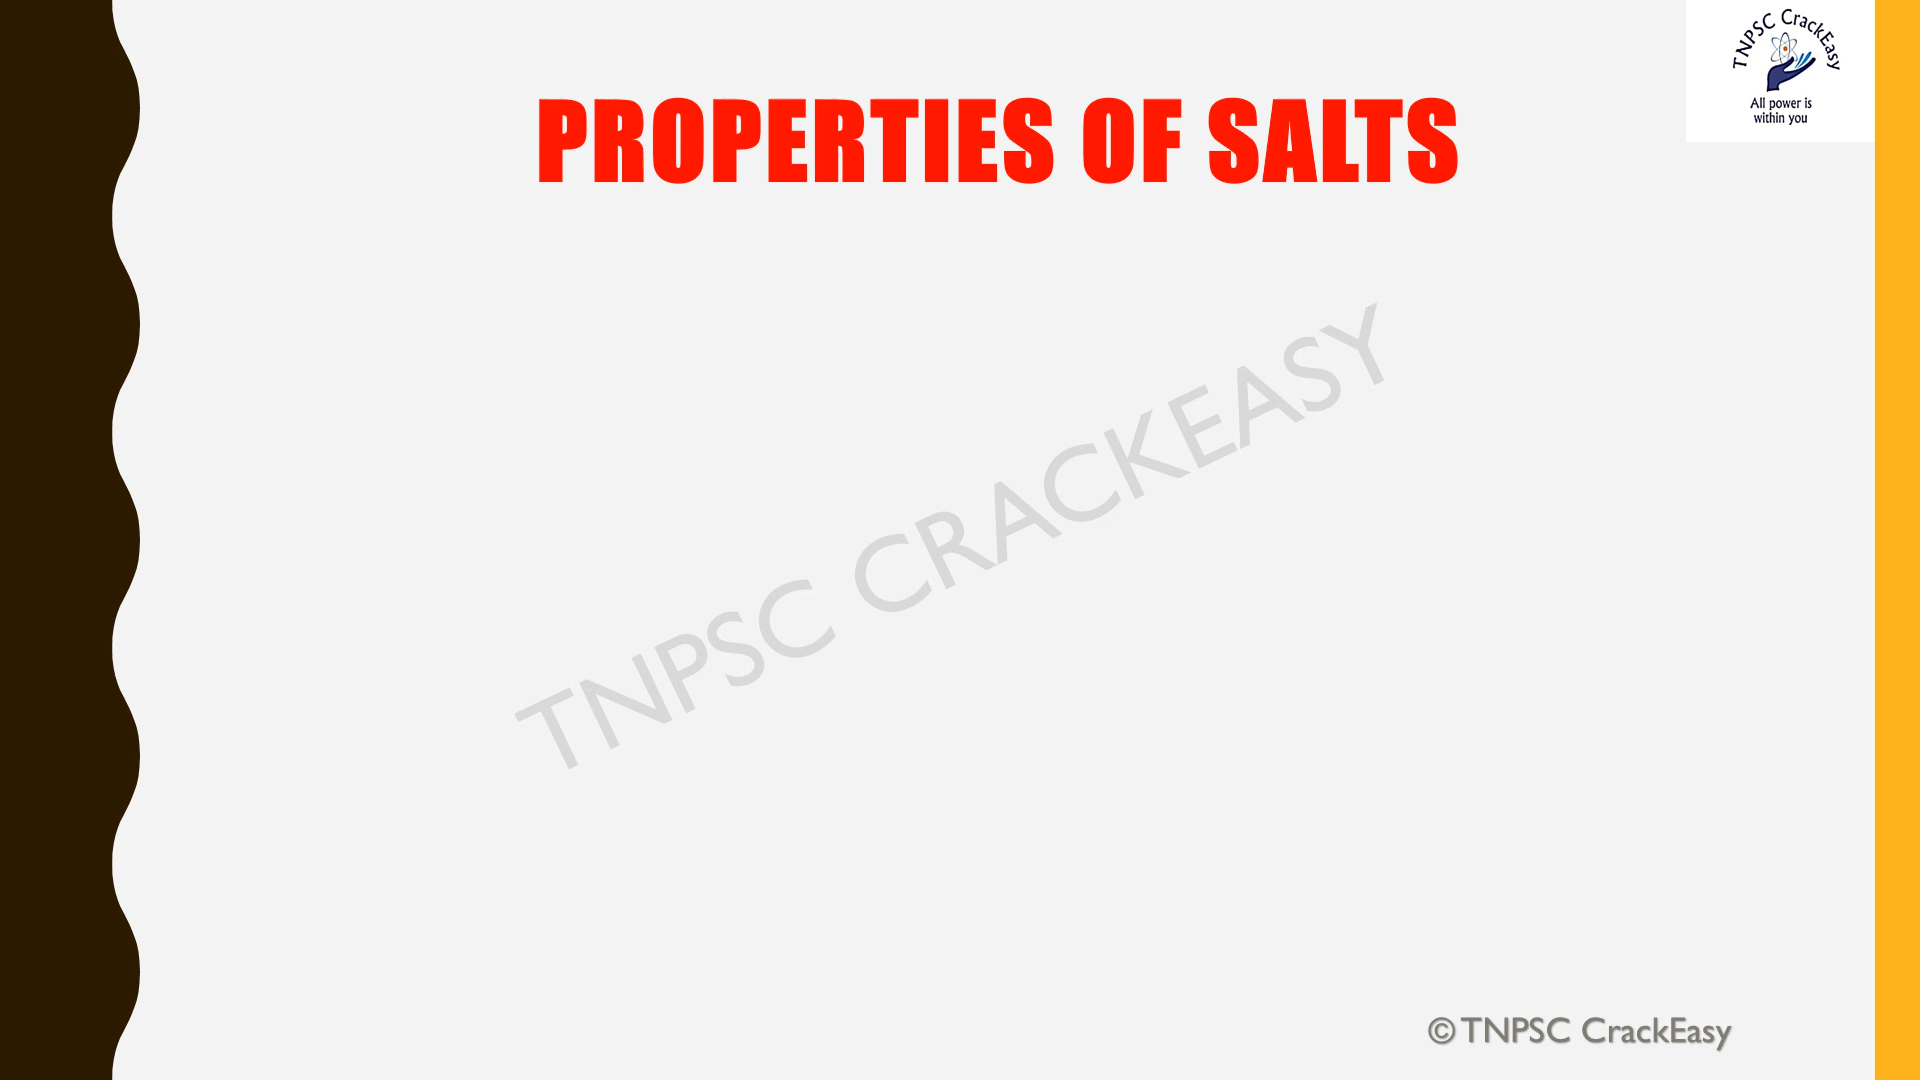 TNPSC CrackEasy
All power is
within you
PROPERTIES OF SALTS
TNPSC CRACKEASY
© TNPSC CrackEasy